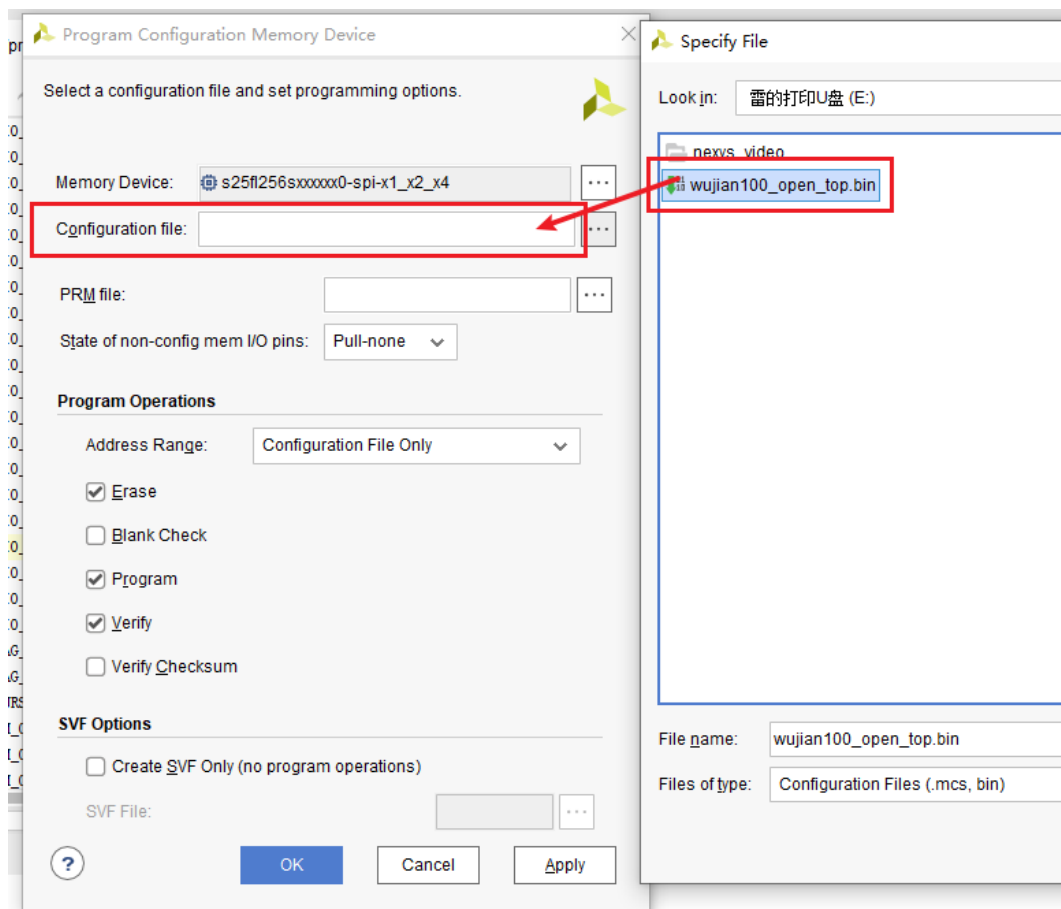 Program Configuration Memory Device
Select a configuration file and set programming options.
Memory Device: s25fl256sxxxxxx0-spi-x1_x2_x4 ...
Configuration file: ...
PRM file: ...
State of non-config mem I/O pins: Pull-none
Program Operations
Address Range: Configuration File Only
Erase
Blank Check
Program
Verify
Verify Checksum
SVF Options
Create SVF Only (no program operations)
SVF File: ...
? OK Cancel Apply
Specify File
Look in: 雷的打印U盘 (E:)
nexys_video
wujian100_open_top.bin
File name: wujian100_open_top.bin
Files of type: Configuration Files (.mcs, bin)